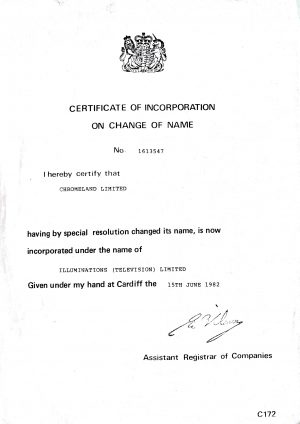 CERTIFICATE OF INCORPORATION
ON CHANGE OF NAME
No 1613547
I hereby certify that
CHROMELAND LIMITED
having by special resolution changed its name, is now
incorporated under the name of
ILLUMINATIONS (TELEVISION) LIMITED
Given under my hand at Cardiff the 15TH JUNE 1982
Assistant Registrar of Companies
C172